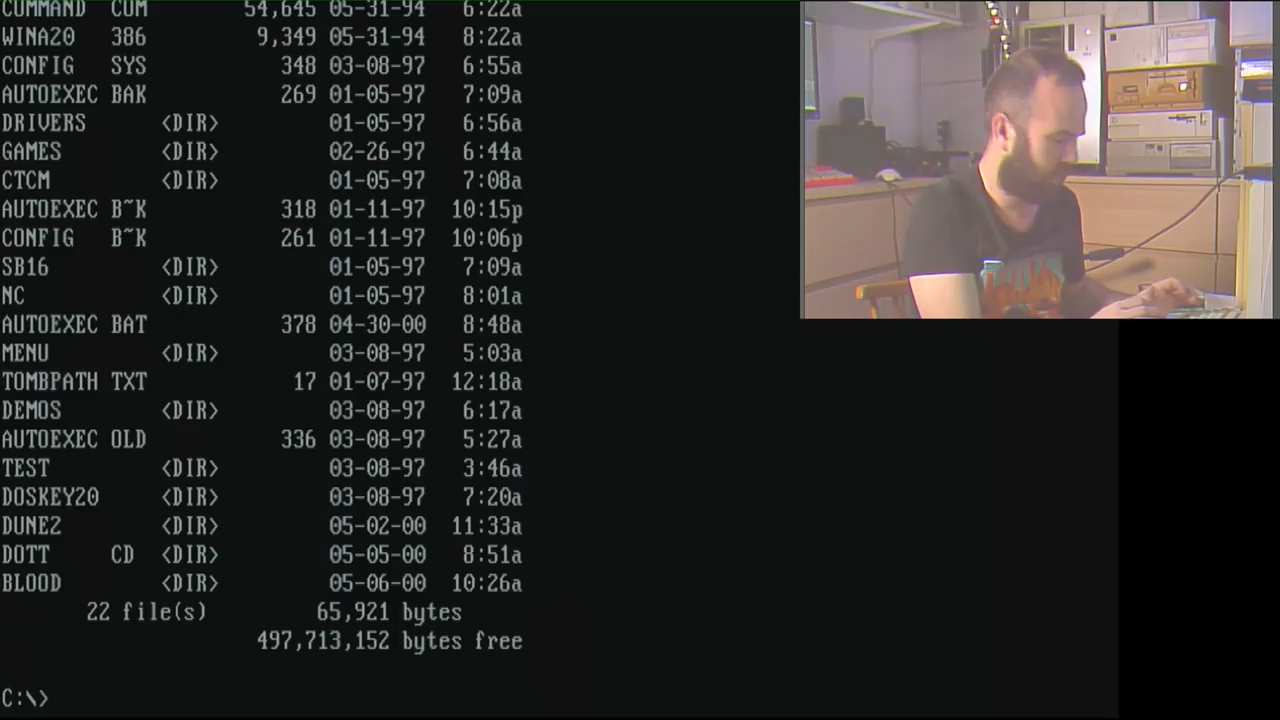 COMMAND COM 54,645 05-31-94 6:22a
WINA20 386 9,349 05-31-94 8:22a
CONFIG SYS 348 03-08-97 6:55a
AUTOEXEC BAK 269 01-05-97 7:09a
DRIVERS <DIR> 01-05-97 6:56a
GAMES <DIR> 02-26-97 6:44a
CTCM <DIR> 01-05-97 7:08a
AUTOEXEC B~K 318 01-11-97 10:15p
CONFIG B~K 261 01-11-97 10:06p
SB16 <DIR> 01-05-97 7:09a
NC <DIR> 01-05-97 8:01a
AUTOEXEC BAT 378 04-30-00 8:48a
MENU <DIR> 03-08-97 5:03a
TOMBPATH TXT 17 01-07-97 12:18a
DEMOS <DIR> 03-08-97 6:17a
AUTOEXEC OLD 336 03-08-97 5:27a
TEST <DIR> 03-08-97 3:46a
DOSKEY20 <DIR> 03-08-97 7:20a
DUNE2 <DIR> 05-02-00 11:33a
DOTT CD <DIR> 05-05-00 8:51a
BLOOD <DIR> 05-06-00 10:26a
22 file(s) 65,921 bytes
497,713,152 bytes free
C:\>